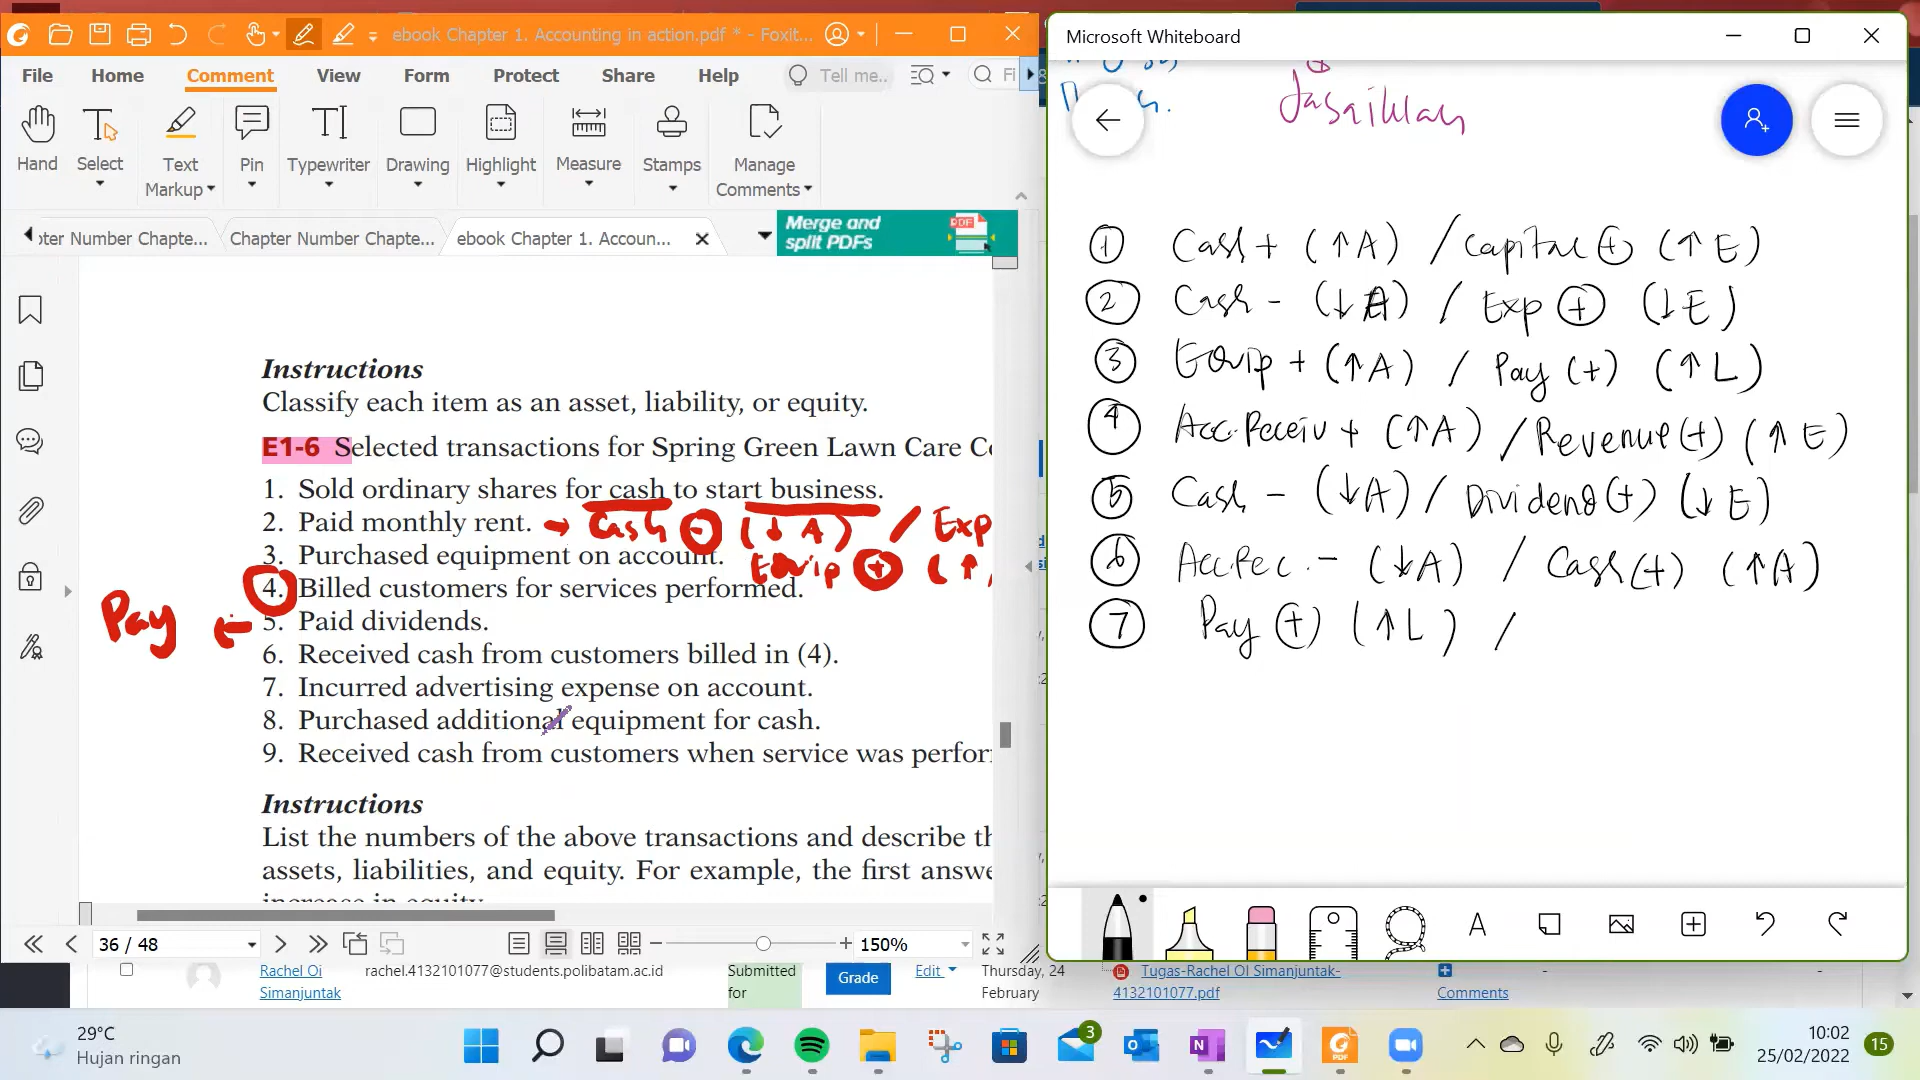 ebook Chapter 1. Accounting in action.pdf * - Foxit...
File Home Comment View Form Protect Share Help Tell me.. Fi
Hand Select Text Markup Pin Typewriter Drawing Highlight Measure Stamps Manage Comments
ter Number Chapte... Chapter Number Chapte... ebook Chapter 1. Accoun... Merge and split PDFs PDF
Instructions
Classify each item as an asset, liability, or equity.
E1-6 Selected transactions for Spring Green Lawn Care C
1. Sold ordinary shares for cash to start business.
2. Paid monthly rent. → Cash - (↓ A) / Exp
3. Purchased equipment on account. Equip + (↑
4. Billed customers for services performed.
Pay ←
5. Paid dividends.
6. Received cash from customers billed in (4).
7. Incurred advertising expense on account.
8. Purchased additional equipment for cash.
9. Received cash from customers when service was perfor
Instructions
List the numbers of the above transactions and describe th
assets, liabilities, and equity. For example, the first answe
increase in equity.
36 / 48 150%
Microsoft Whiteboard
1 Cash + (↑A) / Capital + (↑ E)
2 Cash - (↓A) / Exp + (↓E)
3 Equip + (↑A) / Pay (+) (↑ L)
4 Acc.Receiv + (↑A) / Revenue (+) (↑ E)
5 Cash - (↓A) / Dividend (+) (↓ E)
6 Acc.Rec. - (↓A) / Cash (+) (↑A)
7 Pay (+) (↑ L) /
A
Rachel Oi Simanjuntak rachel.4132101077@students.polibatam.ac.id Submitted for Grade Edit Thursday, 24 February Tugas-Rachel OI Simanjuntak-4132101077.pdf - Comments -
29°C
Hujan ringan
3
10:02
25/02/2022
15